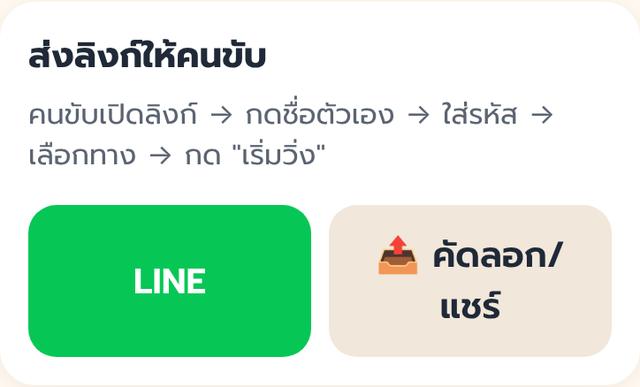 ส่งลิงก์ให้คนขับ
คนขับเปิดลิงก์ → กดชื่อตัวเอง → ใส่รหัส →
เลือกทาง → กด "เริ่มวิ่ง"
LINE
📤 คัดลอก/
แชร์